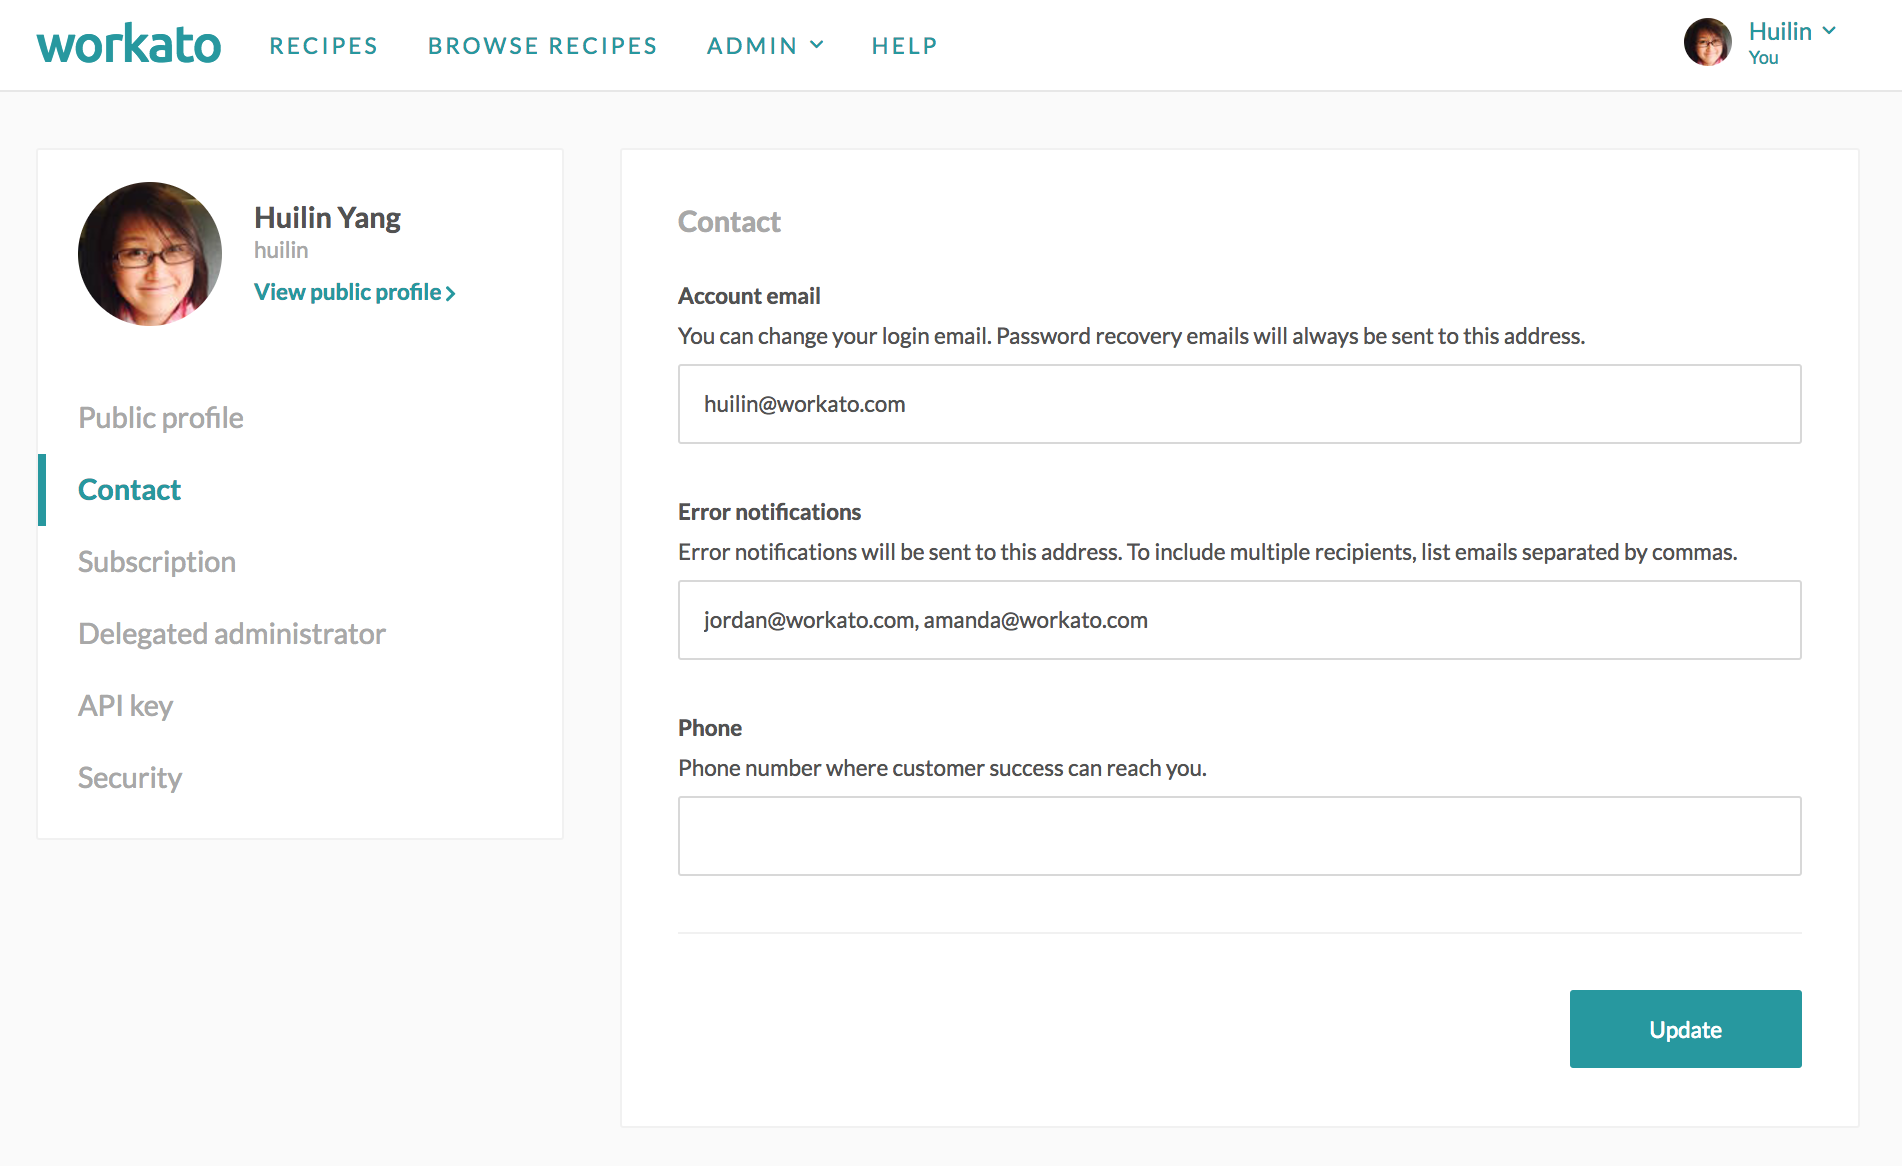 workato RECIPES BROWSE RECIPES ADMIN HELP Huilin
You
Huilin Yang
huilin
View public profile
Public profile
Contact
Subscription
Delegated administrator
API key
Security
Contact
Account email
You can change your login email. Password recovery emails will always be sent to this address.
huilin@workato.com
Error notifications
Error notifications will be sent to this address. To include multiple recipients, list emails separated by commas.
jordan@workato.com, amanda@workato.com
Phone
Phone number where customer success can reach you.
Update